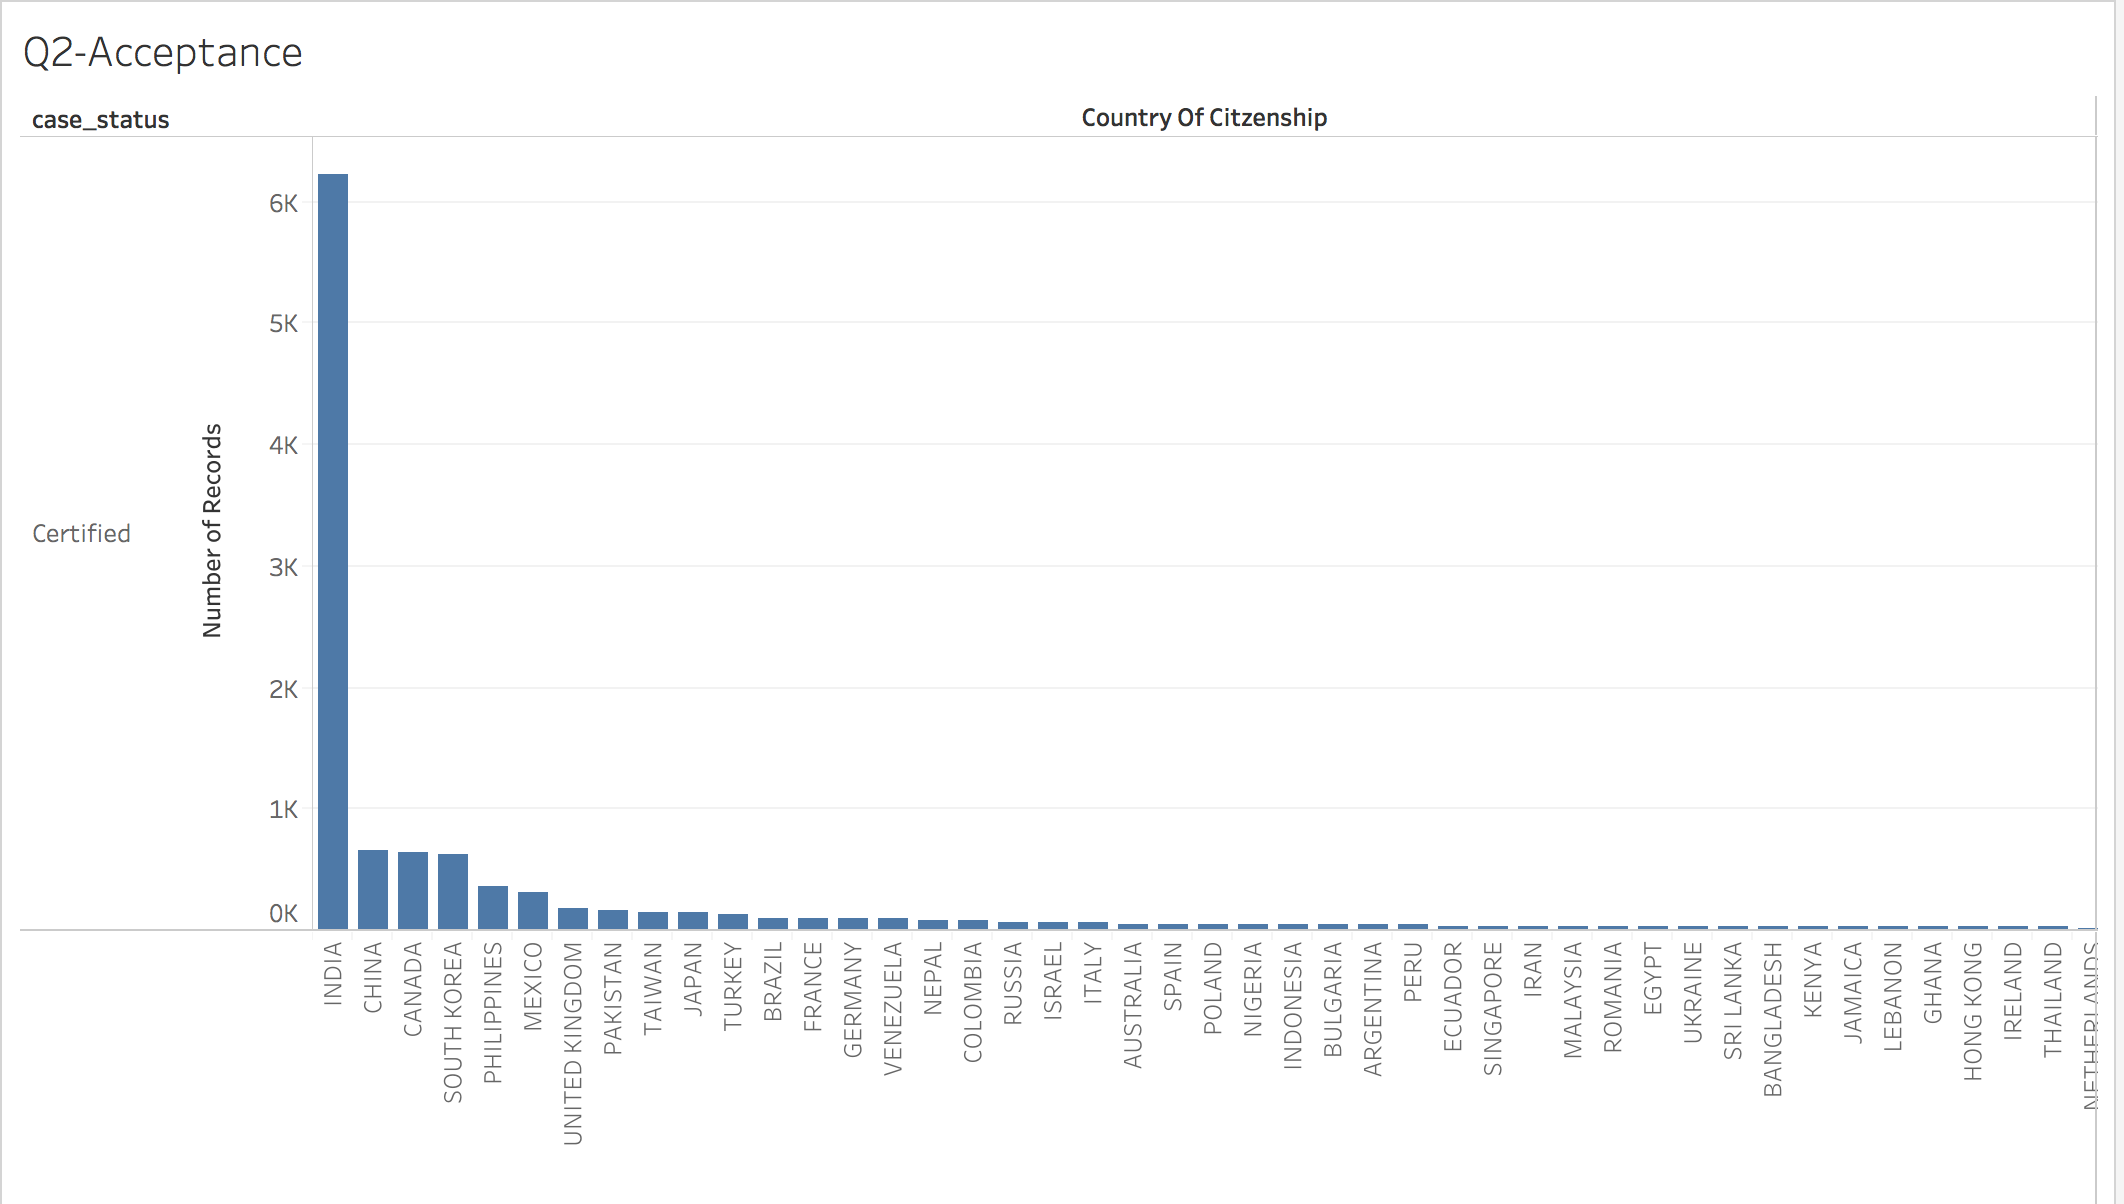 Q2-Acceptance
case_status
Country Of Citzenship
Certified
Number of Records
6K
5K
4K
3K
2K
1K
0K
INDIA
CHINA
CANADA
SOUTH KOREA
PHILIPPINES
MEXICO
UNITED KINGDOM
PAKISTAN
TAIWAN
JAPAN
TURKEY
BRAZIL
FRANCE
GERMANY
VENEZUELA
NEPAL
COLOMBIA
RUSSIA
ISRAEL
ITALY
AUSTRALIA
SPAIN
POLAND
NIGERIA
INDONESIA
BULGARIA
ARGENTINA
PERU
ECUADOR
SINGAPORE
IRAN
MALAYSIA
ROMANIA
EGYPT
UKRAINE
SRI LANKA
BANGLADESH
KENYA
JAMAICA
LEBANON
GHANA
HONG KONG
IRELAND
THAILAND
NETHERLANDS